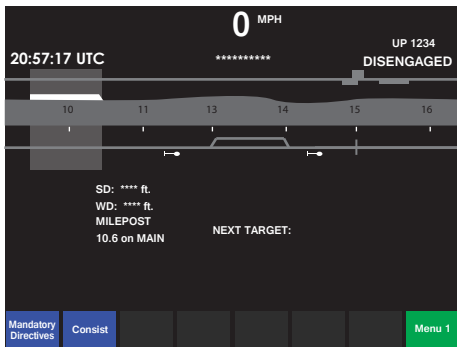 0 MPH
UP 1234
20:57:17 UTC
**********
DISENGAGED
10 11 13 14 15 16
SD: **** ft.
WD: **** ft.
MILEPOST
10.6 on MAIN
NEXT TARGET:
Mandatory
Directives
Consist
Menu 1